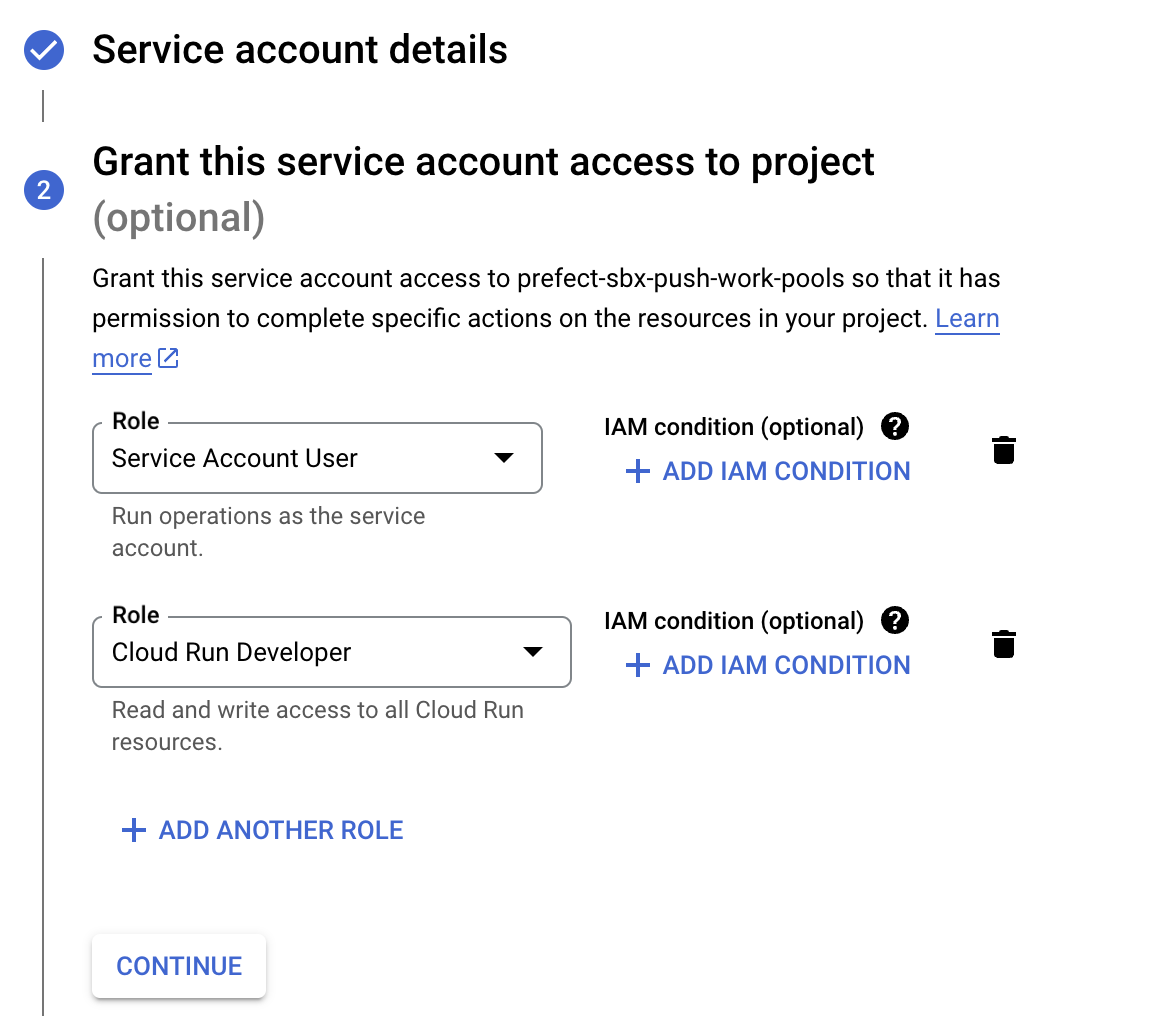 Service account details
2
Grant this service account access to project
(optional)
Grant this service account access to prefect-sbx-push-work-pools so that it has
permission to complete specific actions on the resources in your project. Learn
more
Role
Service Account User
IAM condition (optional)
ADD IAM CONDITION
Run operations as the service
account.
Role
Cloud Run Developer
IAM condition (optional)
ADD IAM CONDITION
Read and write access to all Cloud Run
resources.
ADD ANOTHER ROLE
CONTINUE